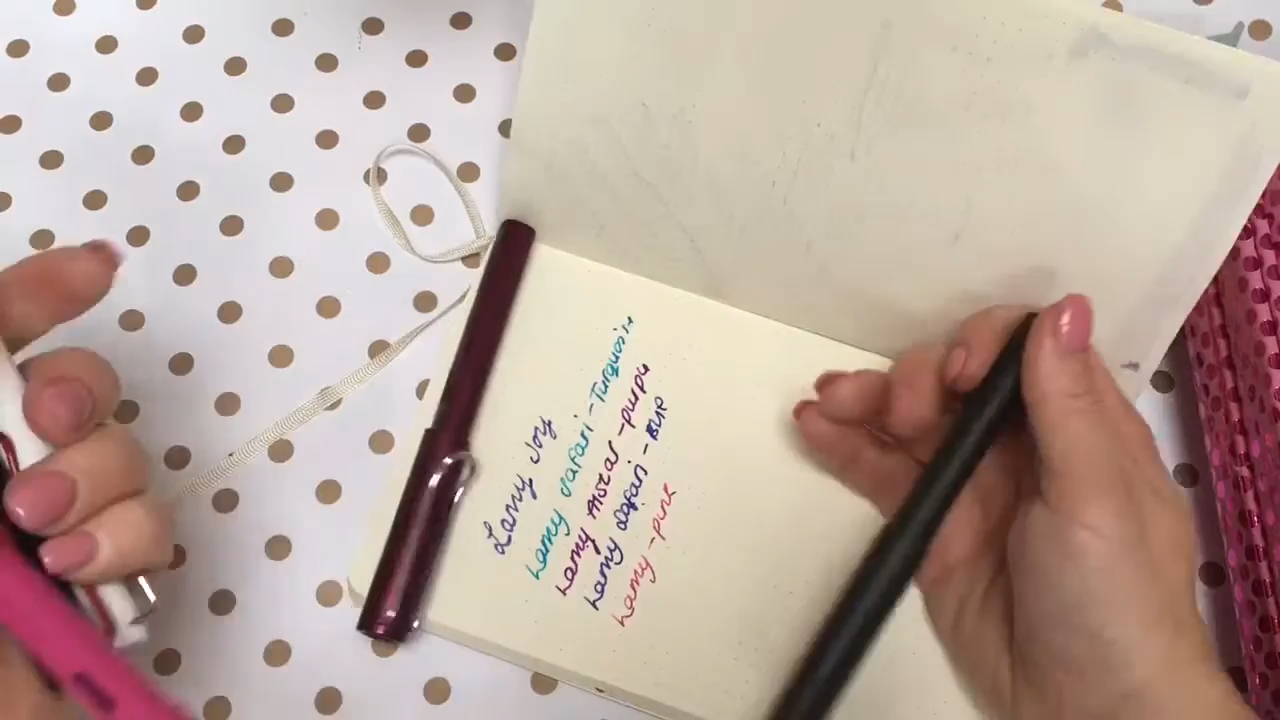 Lamy Joy
Lamy Safari - Turquoise
Lamy Alstar - purple
Lamy Safari - Blue
Lamy - pink